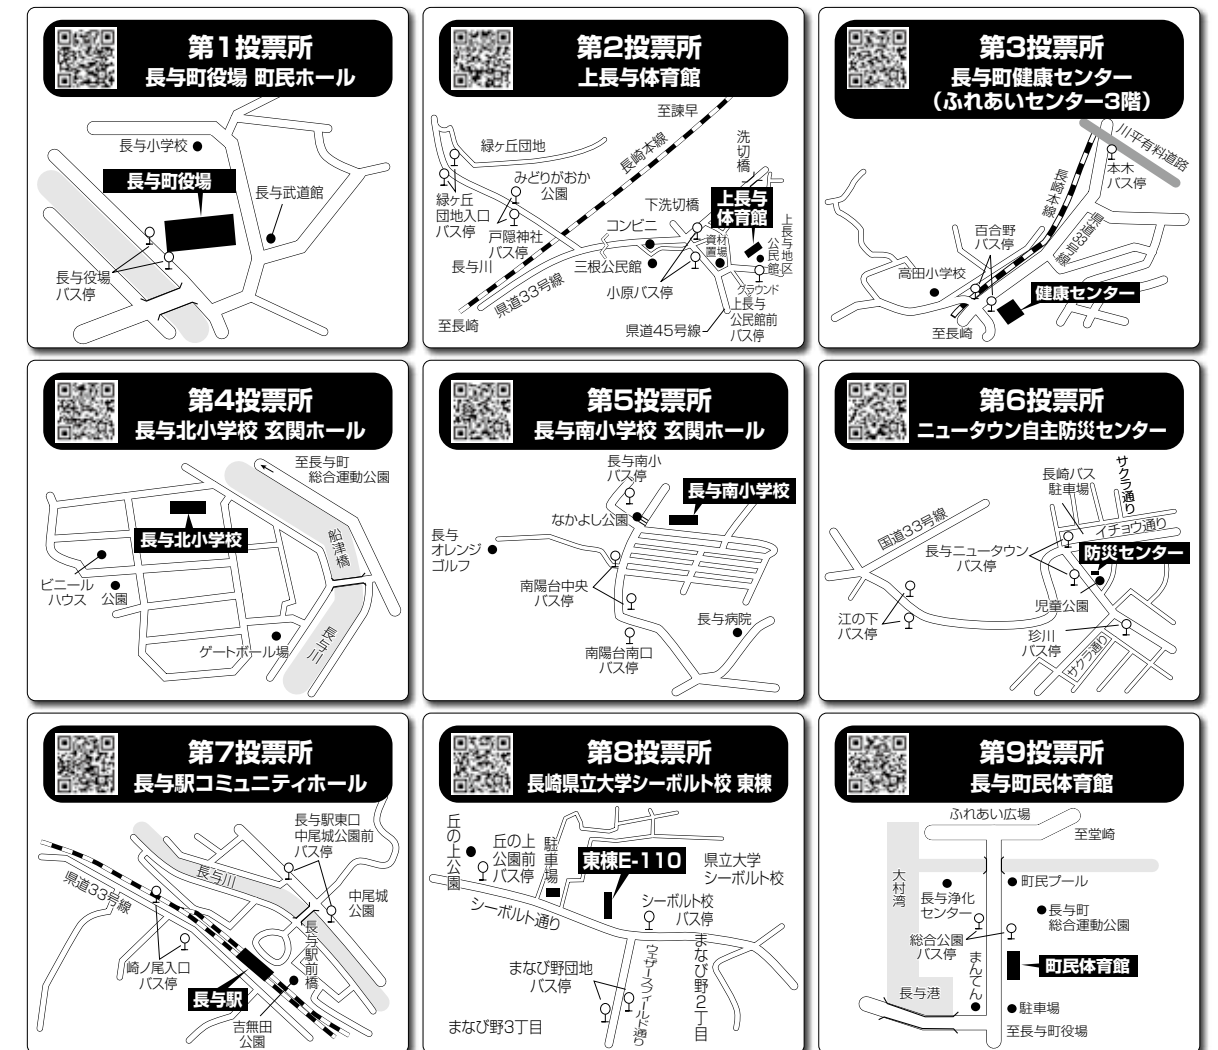 第1投票所
長与町役場 町民ホール
長与小学校
長与町役場
長与武道館
長与役場
バス停
第2投票所
上長与体育館
至諫早
洗切橋
緑ヶ丘団地
長崎本線
みどりがおか
公園
緑ヶ丘
団地入口
バス停
下洗切橋
上長与
体育館
戸隠神社
バス停
コンビニ
資材
置場
上長与地区
公民館
長与川
三根公民館
小原バス停
グラウンド
県道33号線
上長与
公民館前
バス停
至長崎
県道45号線
第3投票所
長与町健康センター
（ふれあいセンター3階）
川平有料道路
本木
バス停
長崎本線
県道33号線
百合野
バス停
高田小学校
健康センター
至長崎
第4投票所
長与北小学校 玄関ホール
至長与町
総合運動公園
長与北小学校
船津橋
ビニール
ハウス
公園
ゲートボール場
長与川
第5投票所
長与南小学校 玄関ホール
長与南小
バス停
長与南小学校
なかよし公園
長与
オレンジ
ゴルフ
南陽台中央
バス停
長与病院
南陽台南口
バス停
第6投票所
ニュータウン自主防災センター
サクラ通り
長崎バス
駐車場
国道33号線
イチョウ通り
長与ニュータウン
バス停
防災センター
児童公園
江の下
バス停
珍川
バス停
サクラ通り
第7投票所
長与駅コミュニティホール
長与駅東口
中尾城公園前
バス停
長与川
県道33号線
中尾城
公園
長与駅前橋
崎ノ尾入口
バス停
長与駅
吉無田
公園
第8投票所
長崎県立大学シーボルト校 東棟
丘の上公園
丘の上
公園前
バス停
駐車場
東棟E-110
県立大学
シーボルト校
シーボルト通り
シーボルト校
バス停
まなび野団地
バス停
ウェザースフィールド通り
まなび野2丁目
まなび野3丁目
第9投票所
長与町民体育館
ふれあい広場
至堂崎
大村湾
町民プール
長与浄化
センター
長与町
総合運動公園
総合公園
バス停
まんてん
町民体育館
長与港
駐車場
至長与町役場